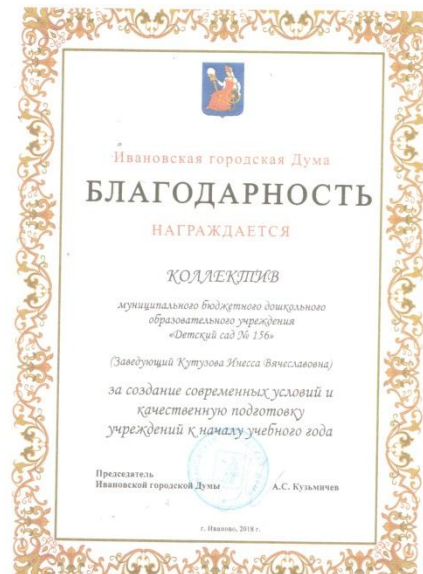 Ивановская городская Дума
БЛАГОДАРНОСТЬ
НАГРАЖДАЕТСЯ
КОЛЛЕКТИВ
муниципального бюджетного дошкольного
образовательного учреждения
«Детский сад № 156»
(Заведующий Кутузова Инесса Вячеславовна)
за создание современных условий и
качественную подготовку
учреждений к началу учебного года
Председатель
Ивановской городской Думы А.С. Кузьмичев
г. Иваново, 2018 г.